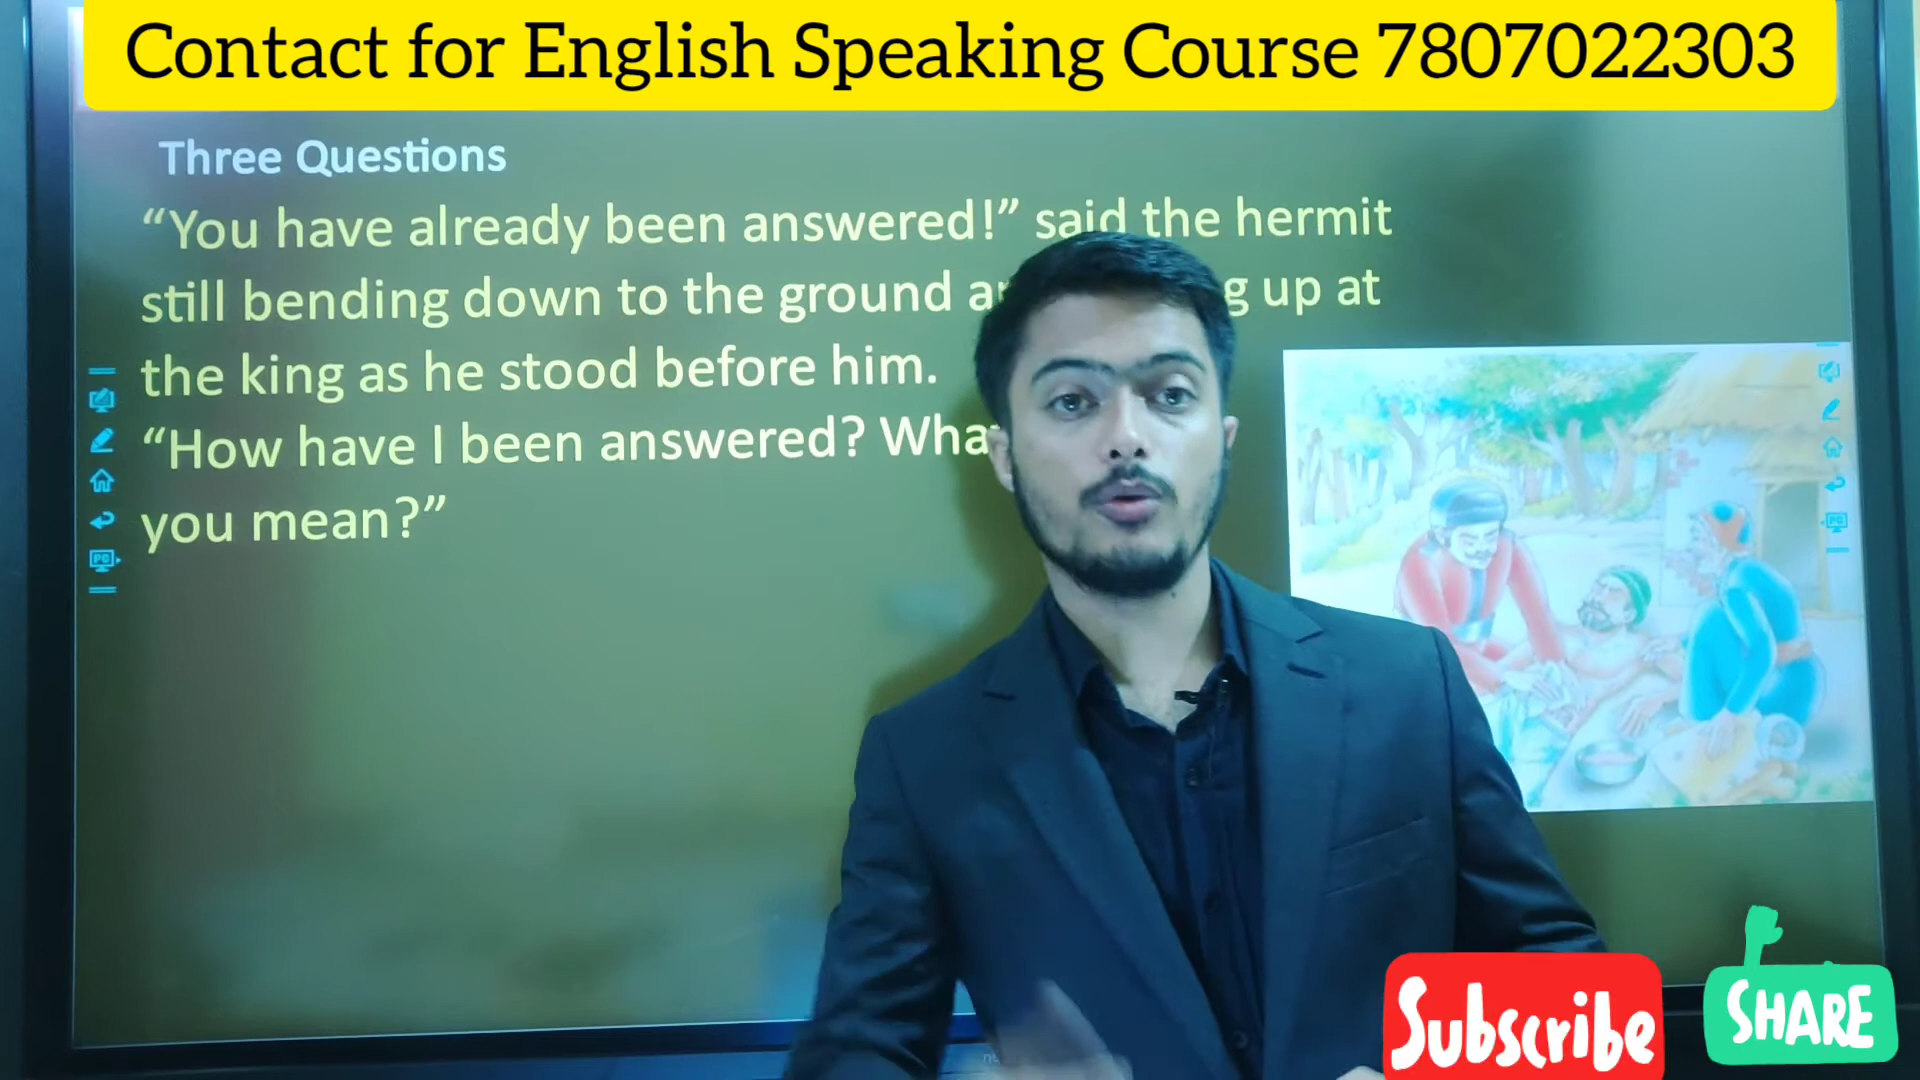 Contact for English Speaking Course 7807022303
Three Questions
“You have already been answered!” said the hermit
still bending down to the ground up at
the king as he stood before him.
“How have I been answered?
you mean?”
PC
PC
Subscribe
SHARE